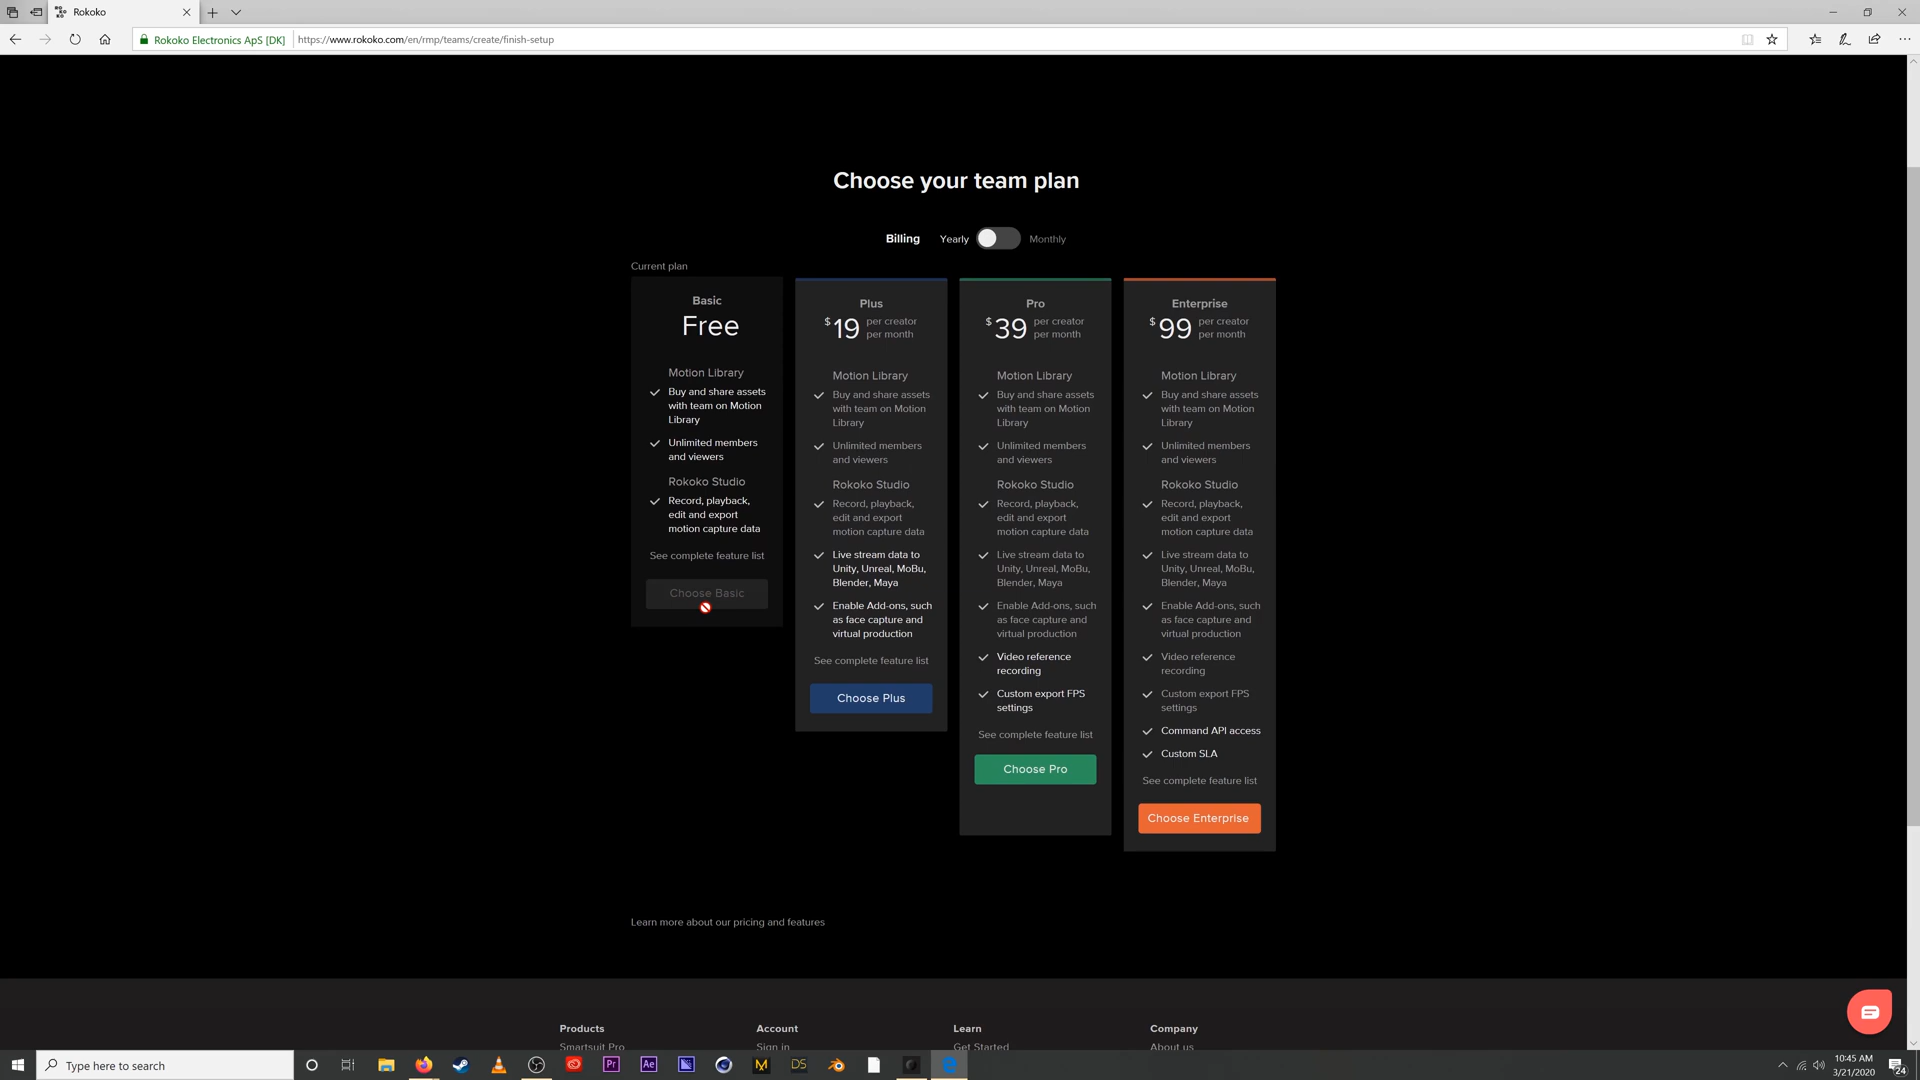 Rokoko
Rokoko Electronics ApS [DK]
https://www.rokoko.com/en/rmp/teams/create/finish-setup
Choose your team plan
Billing Yearly Monthly
Current plan
Basic
Free
Motion Library
Buy and share assets
with team on Motion
Library
Unlimited members
and viewers
Rokoko Studio
Record, playback,
edit and export
motion capture data
See complete feature list
Choose Basic
Plus
$ 19 per creator
per month
Motion Library
Buy and share assets
with team on Motion
Library
Unlimited members
and viewers
Rokoko Studio
Record, playback,
edit and export
motion capture data
Live stream data to
Unity, Unreal, MoBu,
Blender, Maya
Enable Add-ons, such
as face capture and
virtual production
See complete feature list
Choose Plus
Pro
$ 39 per creator
per month
Motion Library
Buy and share assets
with team on Motion
Library
Unlimited members
and viewers
Rokoko Studio
Record, playback,
edit and export
motion capture data
Live stream data to
Unity, Unreal, MoBu,
Blender, Maya
Enable Add-ons, such
as face capture and
virtual production
Video reference
recording
Custom export FPS
settings
See complete feature list
Choose Pro
Enterprise
$ 99 per creator
per month
Motion Library
Buy and share assets
with team on Motion
Library
Unlimited members
and viewers
Rokoko Studio
Record, playback,
edit and export
motion capture data
Live stream data to
Unity, Unreal, MoBu,
Blender, Maya
Enable Add-ons, such
as face capture and
virtual production
Video reference
recording
Custom export FPS
settings
Command API access
Custom SLA
See complete feature list
Choose Enterprise
Learn more about our pricing and features
Products Account Learn Company
Smartsuit Pro Sign in Get Started About us
Type here to search
Pr
Ae
DS
10:45 AM
3/21/2020
24